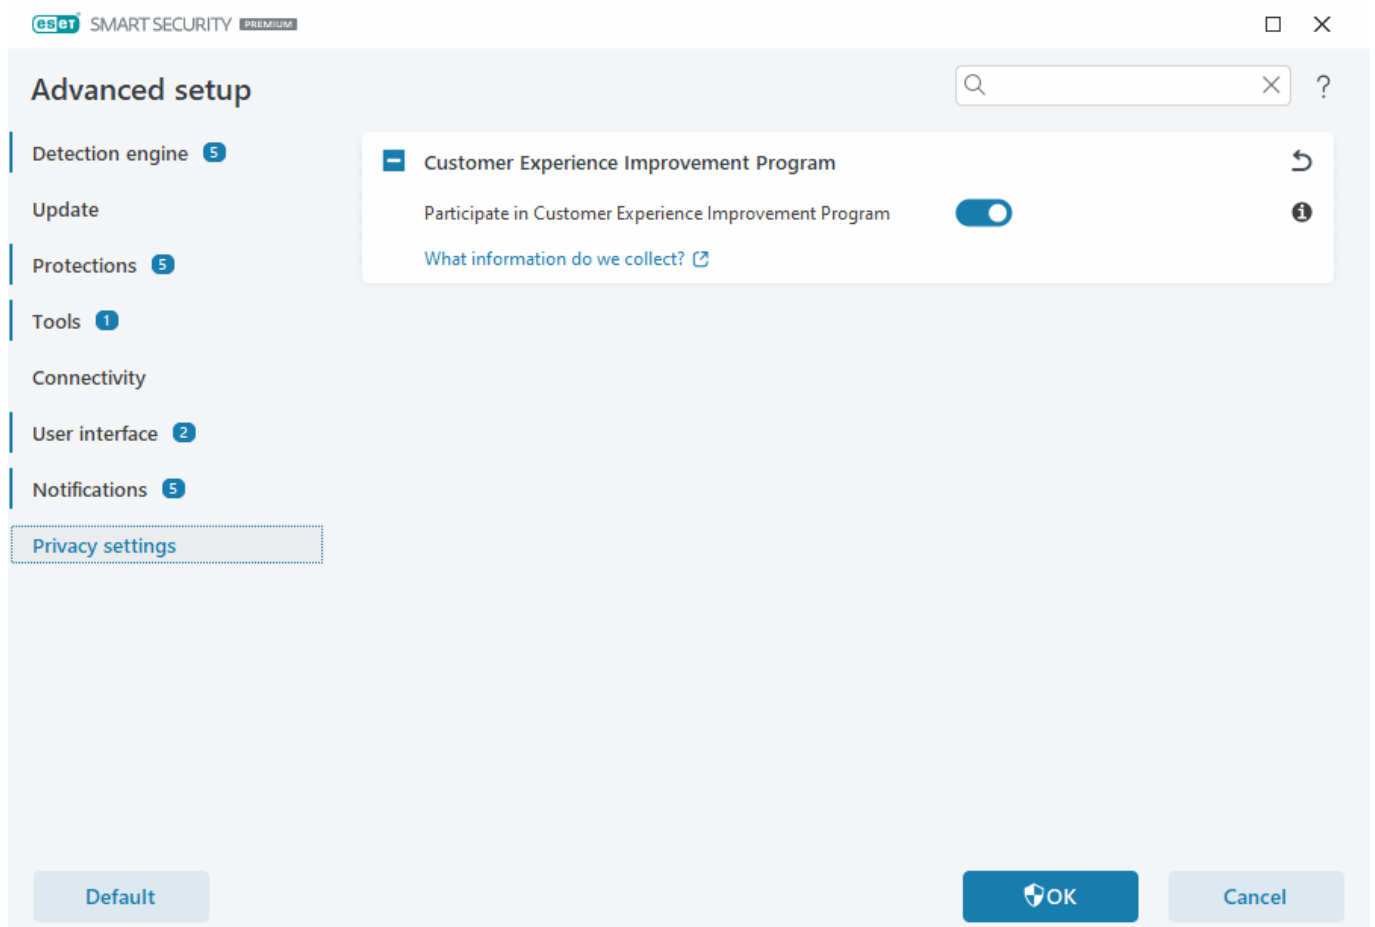 eset SMART SECURITY PREMIUM
Advanced setup
?
Detection engine 5
Update
Protections 5
Tools 1
Connectivity
User interface 2
Notifications 5
Privacy settings
Customer Experience Improvement Program
Participate in Customer Experience Improvement Program
What information do we collect?
Default
OK
Cancel